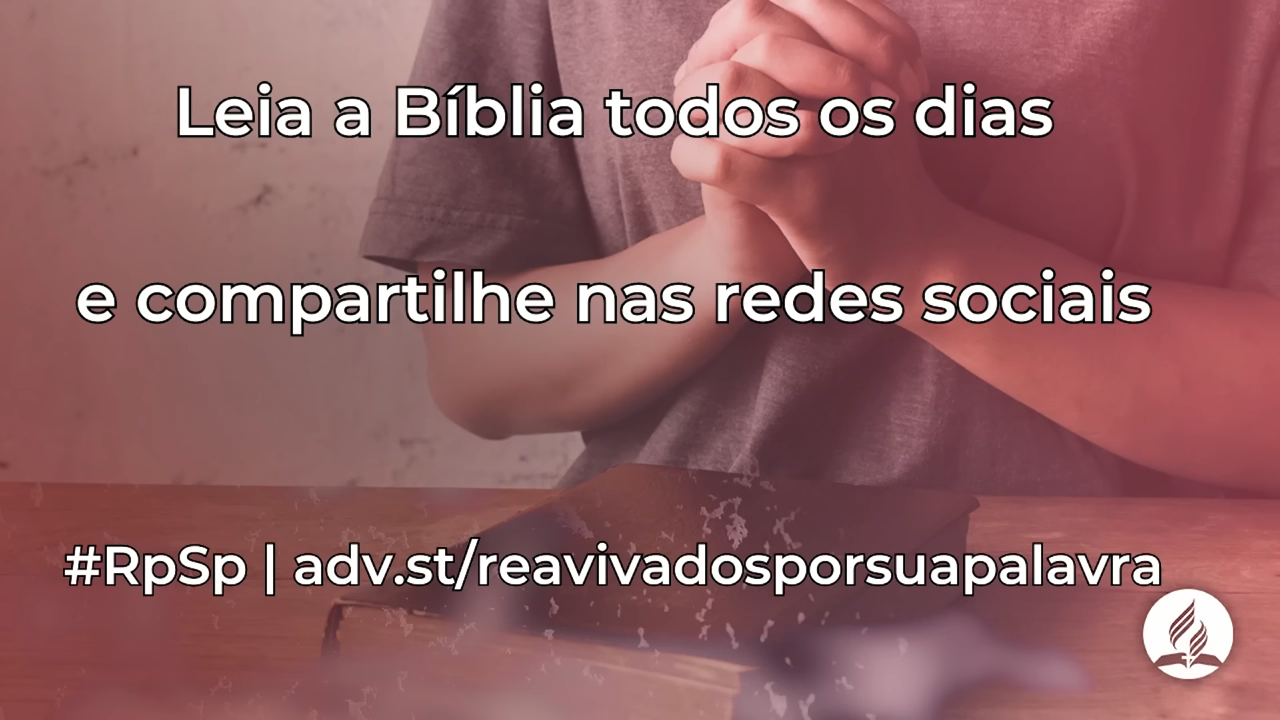 Leia a Bíblia todos os dias
e compartilhe nas redes sociais
#RpSp | adv.st/reavivadosporsuapalavra